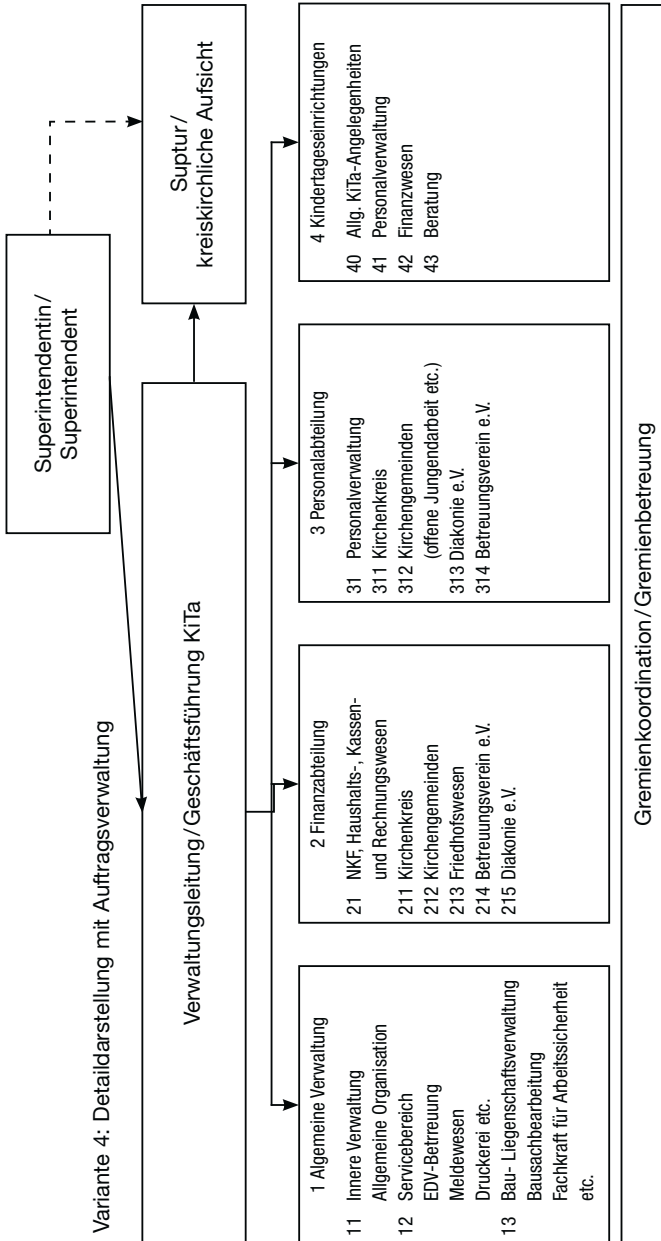 Variante 4: Detaildarstellung mit Auftragsverwaltung
Superintendentin/
Superintendent
Verwaltungsleitung/Geschäftsführung KiTa
Suptur/
kreiskirchliche Aufsicht
1 Algemeine Verwaltung
11 Innere Verwaltung
Allgemeine Organisation
12 Servicebereich
EDV-Betrreuung
Meldewesen
Druckerei etc.
13 Bau- Liegenschaftsverwaltung
Bausachbearbeitung
Fachkraft für Arbeitssicherheit
etc.
2 Finanzabteilung
21 NKF, Haushalts-, Kassen-
und Rechnungswesen
211 Kirchenkreis
212 Kirchengemeinden
213 Friedhofswesen
214 Betreuungsverein e.V.
215 Diakonie e.V.
3 Personalabteilung
31 Personalverwaltung
311 Kirchenkreis
312 Kirchengemeinden
(offene Jungendarbeit etc.)
313 Diakonie e.V.
314 Betreuungsverein e.V.
4 Kindertageseinrichtungen
40 Allg. KiTa-Angelegenheiten
41 Personalverwaltung
42 Finanzwesen
43 Beratung
Gremienkoordination/Gremienbetreuung